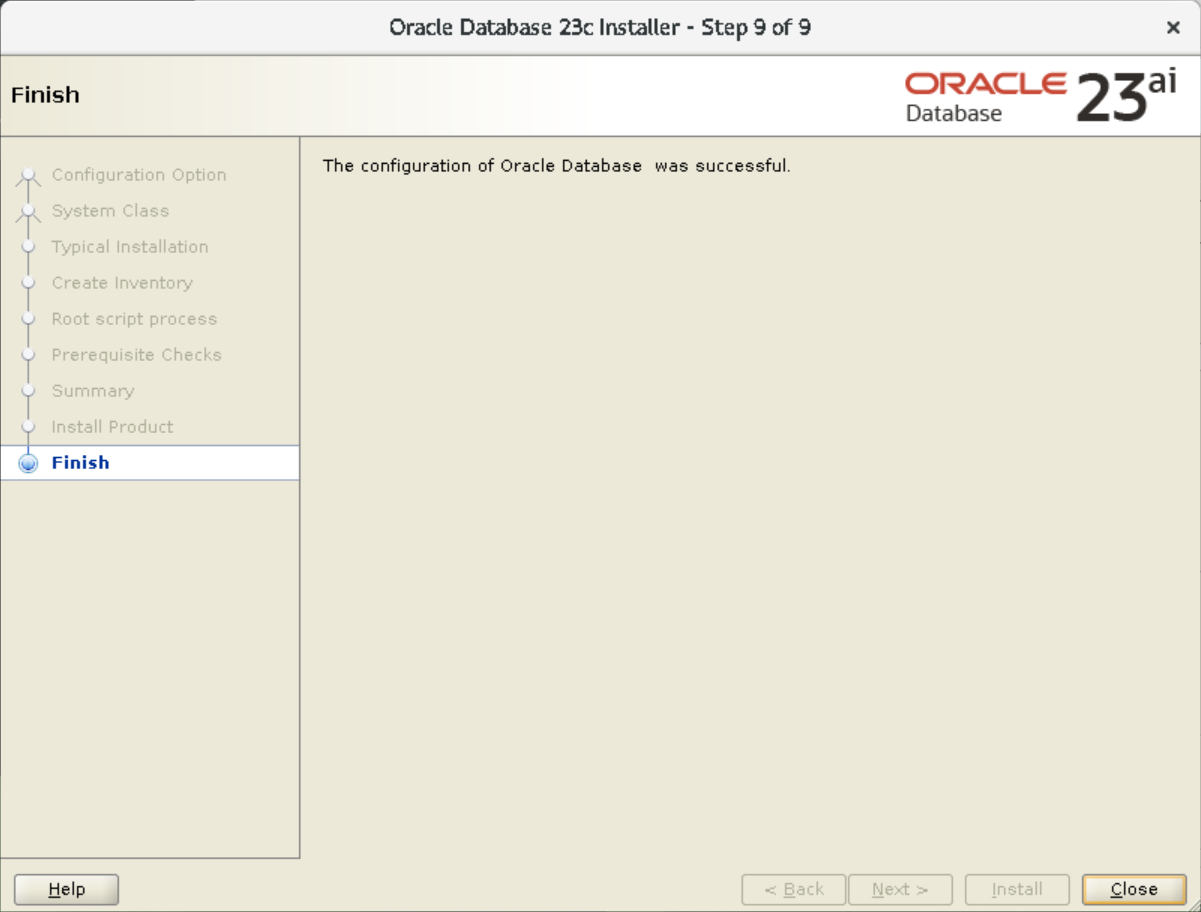 Oracle Database 23c Installer - Step 9 of 9
×
Finish
ORACLE
Database
23ai
Configuration Option
System Class
Typical Installation
Create Inventory
Root script process
Prerequisite Checks
Summary
Install Product
Finish
The configuration of Oracle Database  was successful.
Help
< Back
Next >
Install
Close